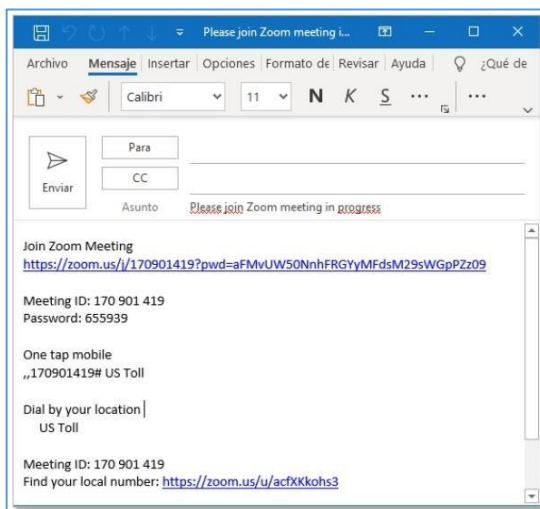 Please join Zoom meeting i...
Archivo Mensaje Insertar Opciones Formato de Revisar Ayuda ¿Qué de
Calibri 11 N K S ...  ...
Enviar
Para
CC
Asunto Please join Zoom meeting in progress
Join Zoom Meeting
https://zoom.us/j/170901419?pwd=aFMvUW50NnhFRGYyMFdsM29sWGpPZz09
Meeting ID: 170 901 419
Password: 655939
One tap mobile
,,170901419# US Toll
Dial by your location
US Toll
Meeting ID: 170 901 419
Find your local number: https://zoom.us/u/acfXKkohs3